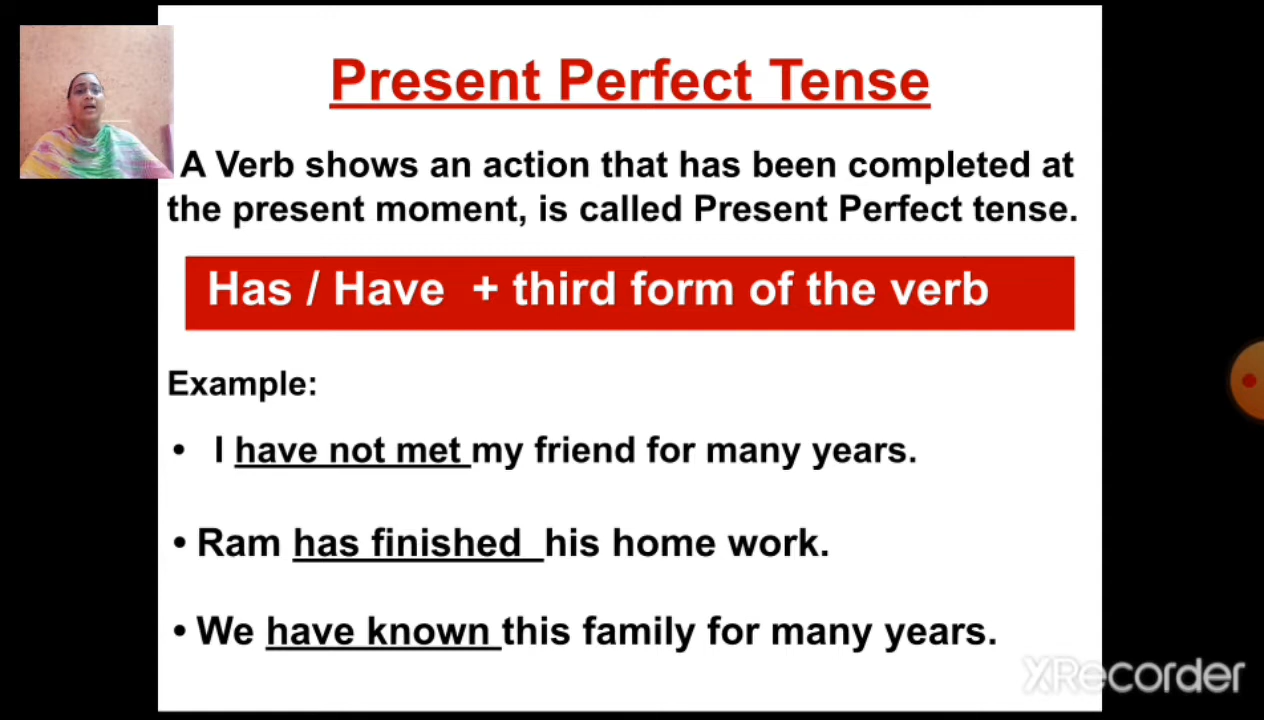 Present Perfect Tense
A Verb shows an action that has been completed at
the present moment, is called Present Perfect tense.
Has / Have + third form of the verb
Example:
• I have not met my friend for many years.
• Ram has finished his home work.
• We have known this family for many years.
XRecorder